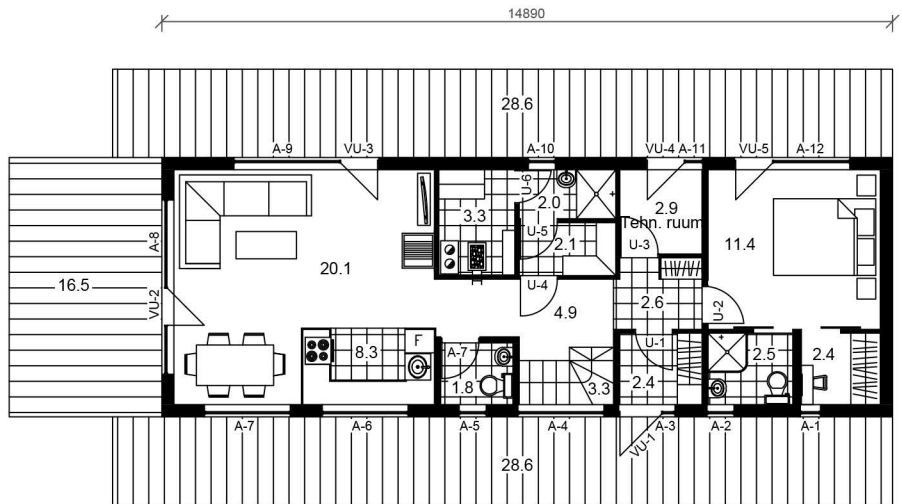 14890
28.6
A-9 VU-3 A-10 VU-4 A-11 VU-5 A-12
U-6
2.0
3.3
2.9
Tehn. ruum
A-8
U-5
2.1
U-3
11.4
20.1
16.5
VU-2
U-4
4.9
2.6
U-2
F
U-1
8.3
A-7
2.5
2.4
1.8
3.3
2.4
A-7 A-6 A-5 A-4 A-3 A-2 A-1
VU-1
28.6